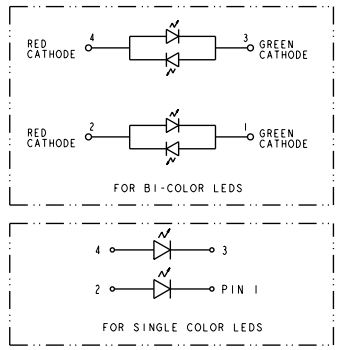 4 3
RED CATHODE GREEN CATHODE
2 1
RED CATHODE GREEN CATHODE
FOR BI-COLOR LEDS
4 3
2 PIN 1
FOR SINGLE COLOR LEDS